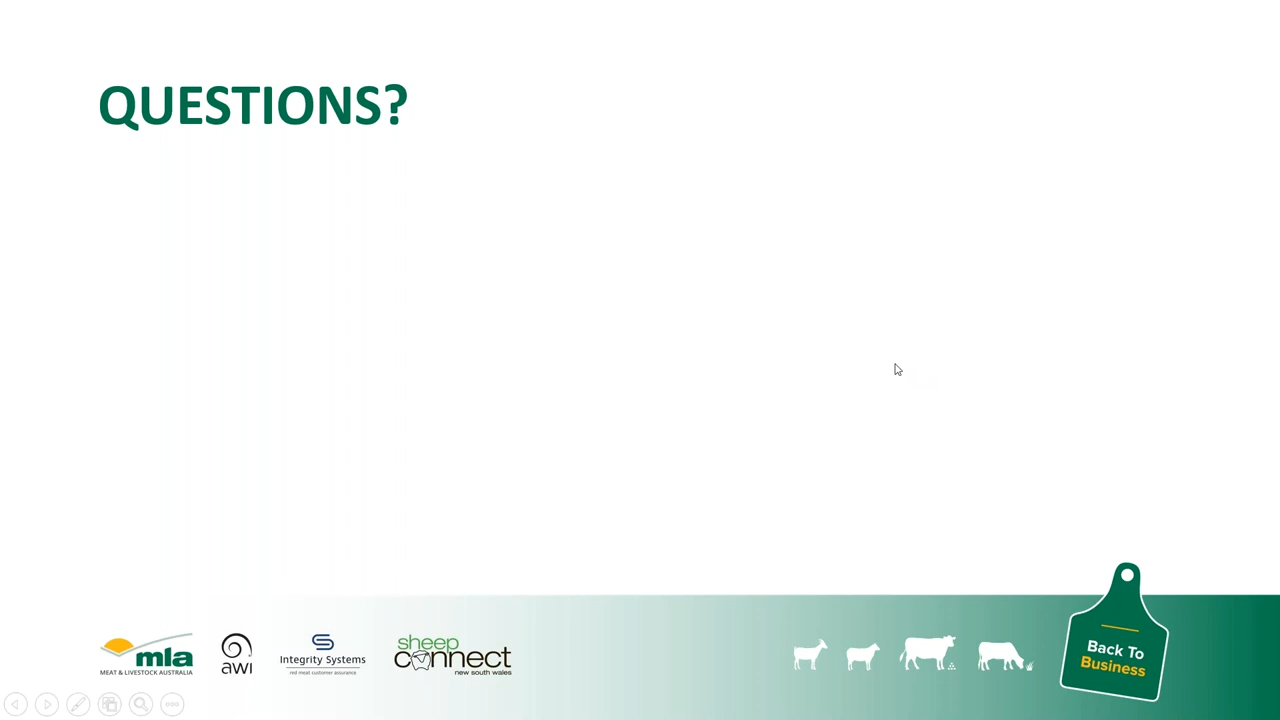 QUESTIONS?
mla
MEAT & LIVESTOCK AUSTRALIA
awi
Integrity Systems
red meat customer assurance
sheep
connect
new south wales
Back To
Business